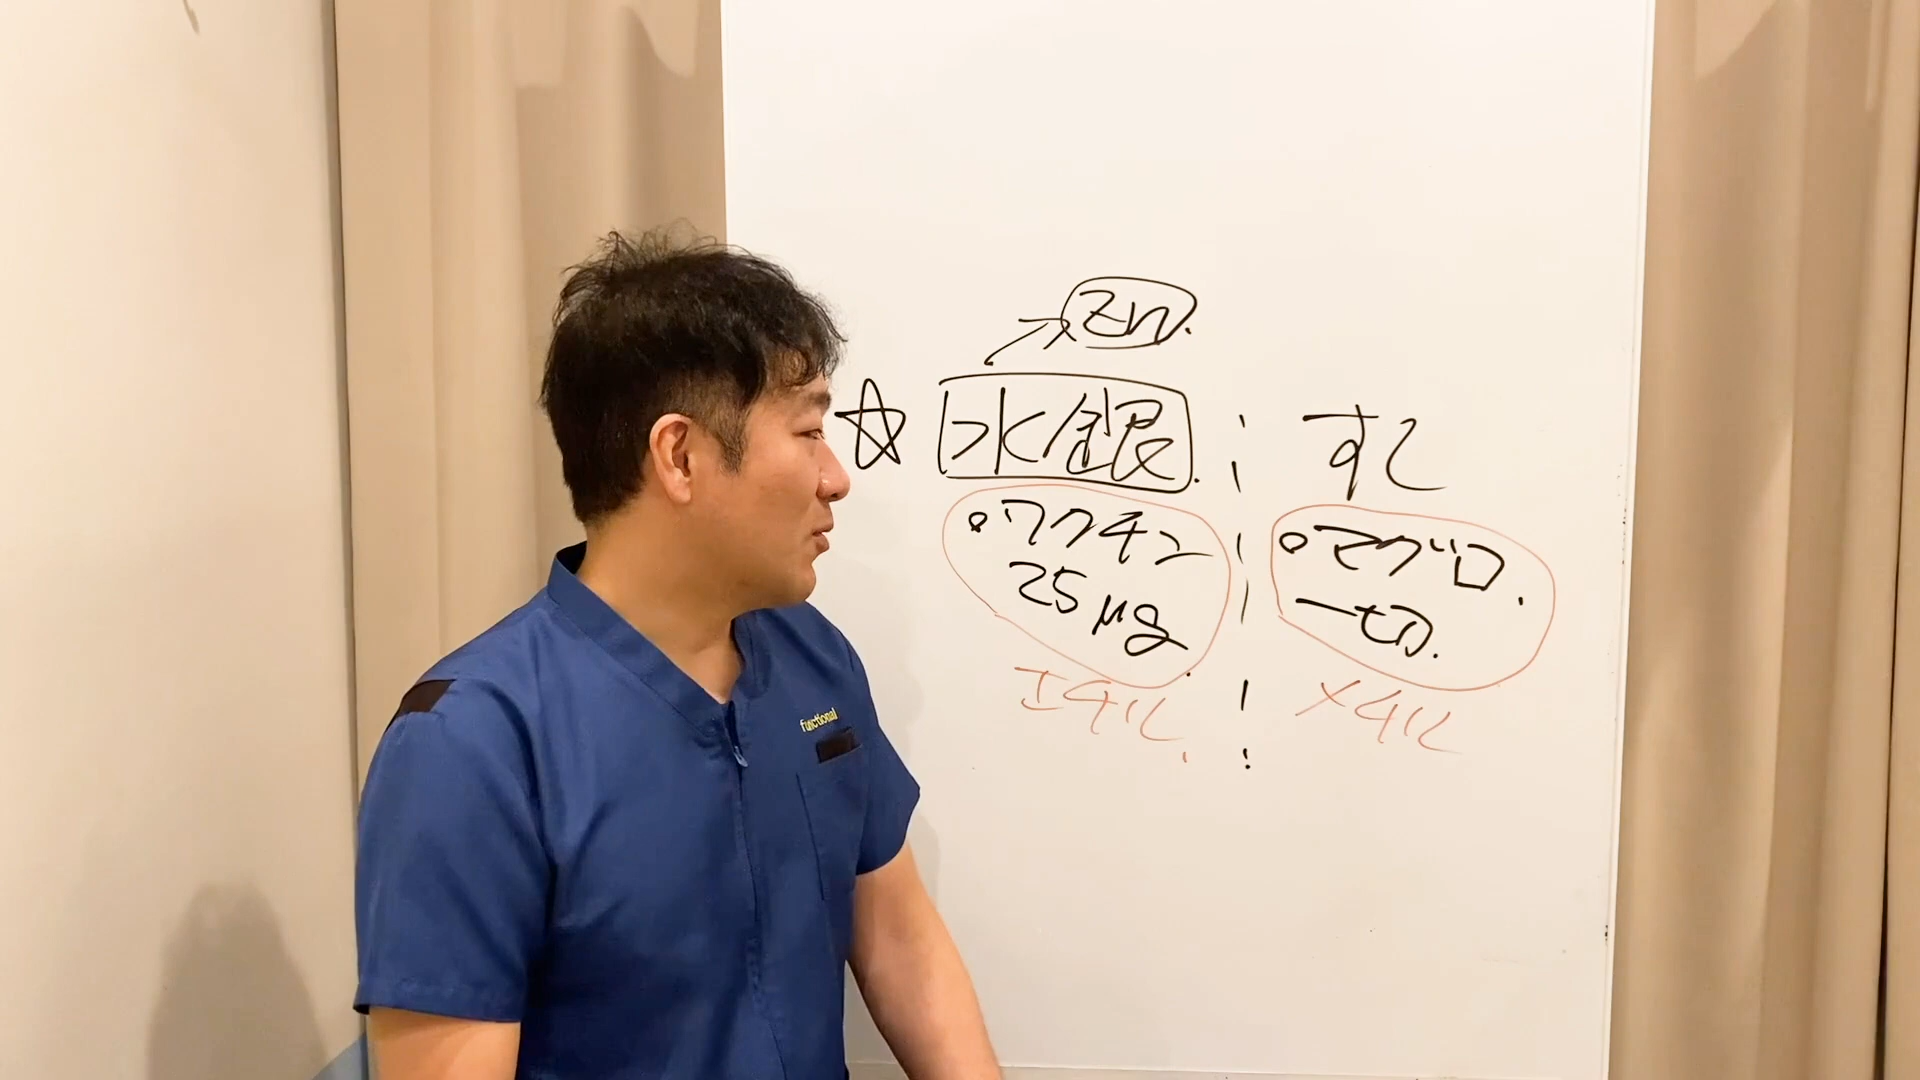 Zn.
☆ 水銀. すし
・ワクチン ・マグロ.
25μg 一切.
エチル. メチル
functional